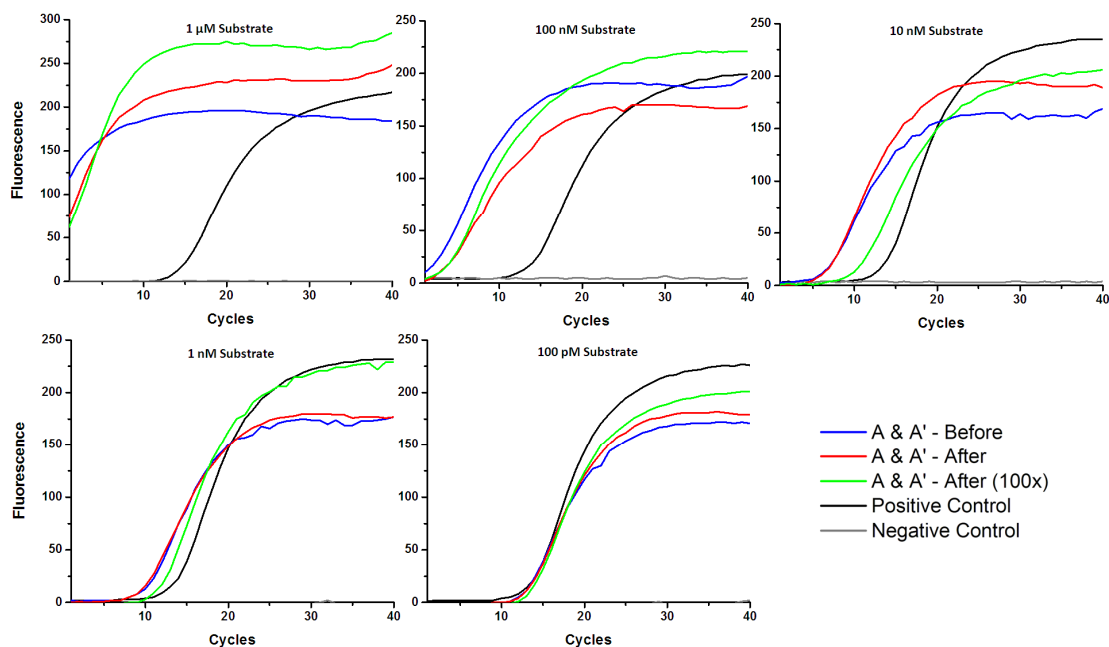 1 µM Substrate
300
250
200
150
100
50
0
10 20 30 40
Cycles
Fluorescence
100 nM Substrate
250
200
150
100
50
0
10 20 30 40
Cycles
10 nM Substrate
250
200
150
100
50
0
10 20 30 40
Cycles
1 nM Substrate
250
200
150
100
50
0
10 20 30 40
Cycles
Fluorescence
100 pM Substrate
250
200
150
100
50
0
10 20 30 40
Cycles
A & A' - Before
A & A' - After
A & A' - After (100x)
Positive Control
Negative Control